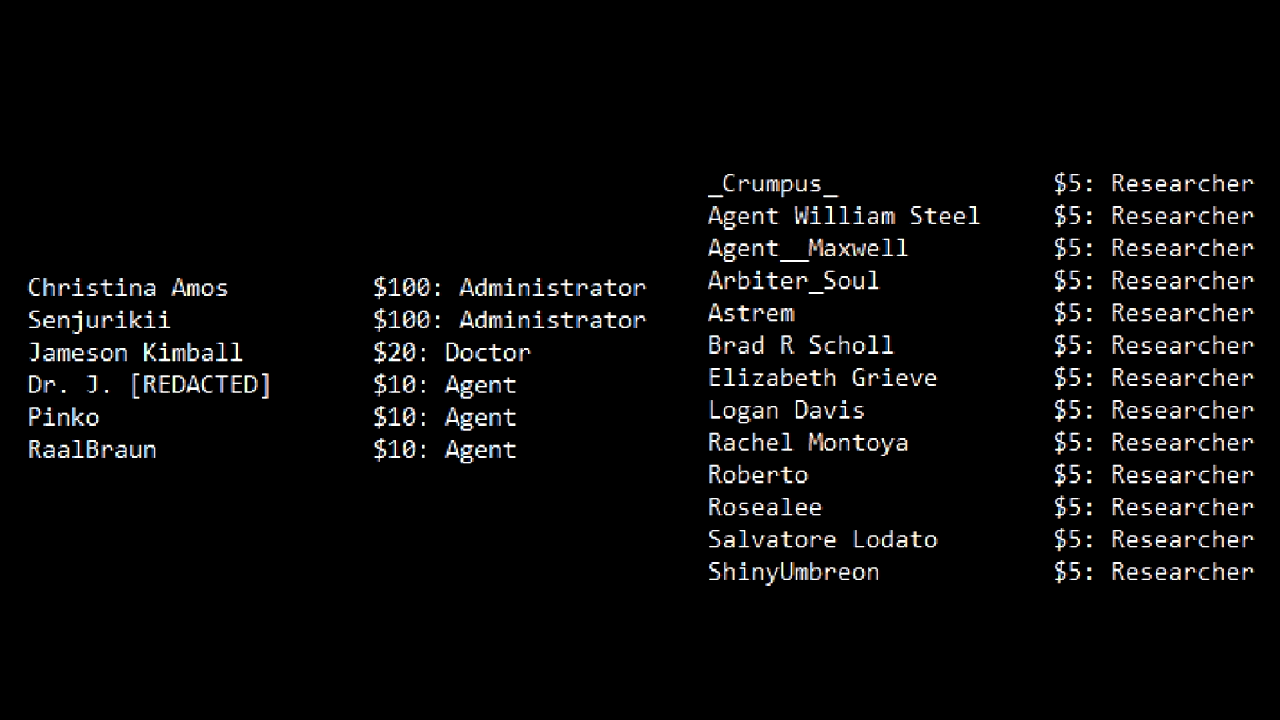 Christina Amos $100: Administrator
Senjurikii $100: Administrator
Jameson Kimball $20: Doctor
Dr. J. [REDACTED] $10: Agent
Pinko $10: Agent
RaalBraun $10: Agent
_Crumpus_ $5: Researcher
Agent William Steel $5: Researcher
Agent__Maxwell $5: Researcher
Arbiter_Soul $5: Researcher
Astrem $5: Researcher
Brad R Scholl $5: Researcher
Elizabeth Grieve $5: Researcher
Logan Davis $5: Researcher
Rachel Montoya $5: Researcher
Roberto $5: Researcher
Rosealee $5: Researcher
Salvatore Lodato $5: Researcher
ShinyUmbreon $5: Researcher